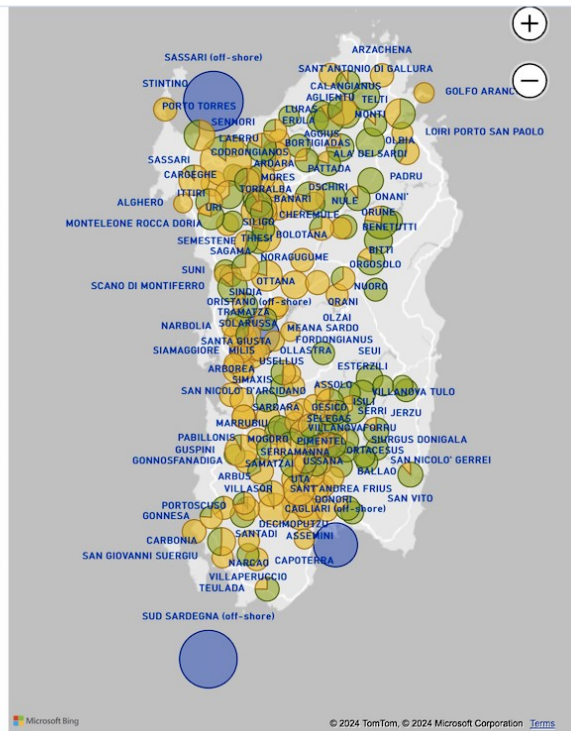 ARZACHENA
SASSARI (off-shore)
SANT'ANTONIO DI GALLURA
STINTINO
CALANGIANUS
GOLFO ARANC
AGLIENTU
TELTI
PORTO TORRES
LURAS
MONTI
SENNORI
ERULA
LOIRI PORTO SAN PAOLO
AGGIUS
LAERRU
BORTIGIADAS
OLBIA
CODRONGIANOS
ALA' DEI SARDI
SASSARI
ARDARA
PATTADA
CARGEGHE
MORES
PADRU
OSCHIRI
ITTIRI
TORRALBA
ONANI'
ALGHERO
BANARI
NULE
URI
CHEREMULE
ORUNE
MONTELEONE ROCCA DORIA
SILIGO
BENETUTTI
SEMESTENE
THIESI
BOLOTANA
SAGAMA
BITTI
NORAGUGUME
ORGOSOLO
SUNI
OTTANA
SCANO DI MONTIFERRO
NUORO
SINDIA
ORISTANO (off-shore)
ORANI
TRAMATZA
OLZAI
NARBOLIA
SOLARUSSA
MEANA SARDO
SANTA GIUSTA
FORDONGIANUS
SIAMAGGIORE
MILIS
OLLASTRA
SEUI
USELLUS
ARBOREA
ESTERZILI
SIMAXIS
ASSOLO
SAN NICOLO' D'ARCIDANO
VILLANOVA TULO
ISILI
SARDARA
GESICO
SERRI
JERZU
MARRUBIU
SELEGAS
VILLANOVAFORRU
PABILLONIS
MOGORO
PIMENTEL
SIURGUS DONIGALA
GUSPINI
SERRAMANNA
ORTACESUS
GONNOSFANADIGA
SAMATZAI
USSANA
SAN NICOLO' GERREI
BALLAO
ARBUS
UTA
VILLASOR
SANT'ANDREA FRIUS
SAN VITO
PORTOSCUSO
DONORI
GONNESA
CAGLIARI (off-shore)
DECIMOPUTZU
CARBONIA
SANTADI
ASSEMINI
SAN GIOVANNI SUERGIU
NARCAO
CAPOTERRA
VILLAPERUCCIO
TEULADA
SUD SARDEGNA (off-shore)
Microsoft Bing
© 2024 TomTom, © 2024 Microsoft Corporation Terms